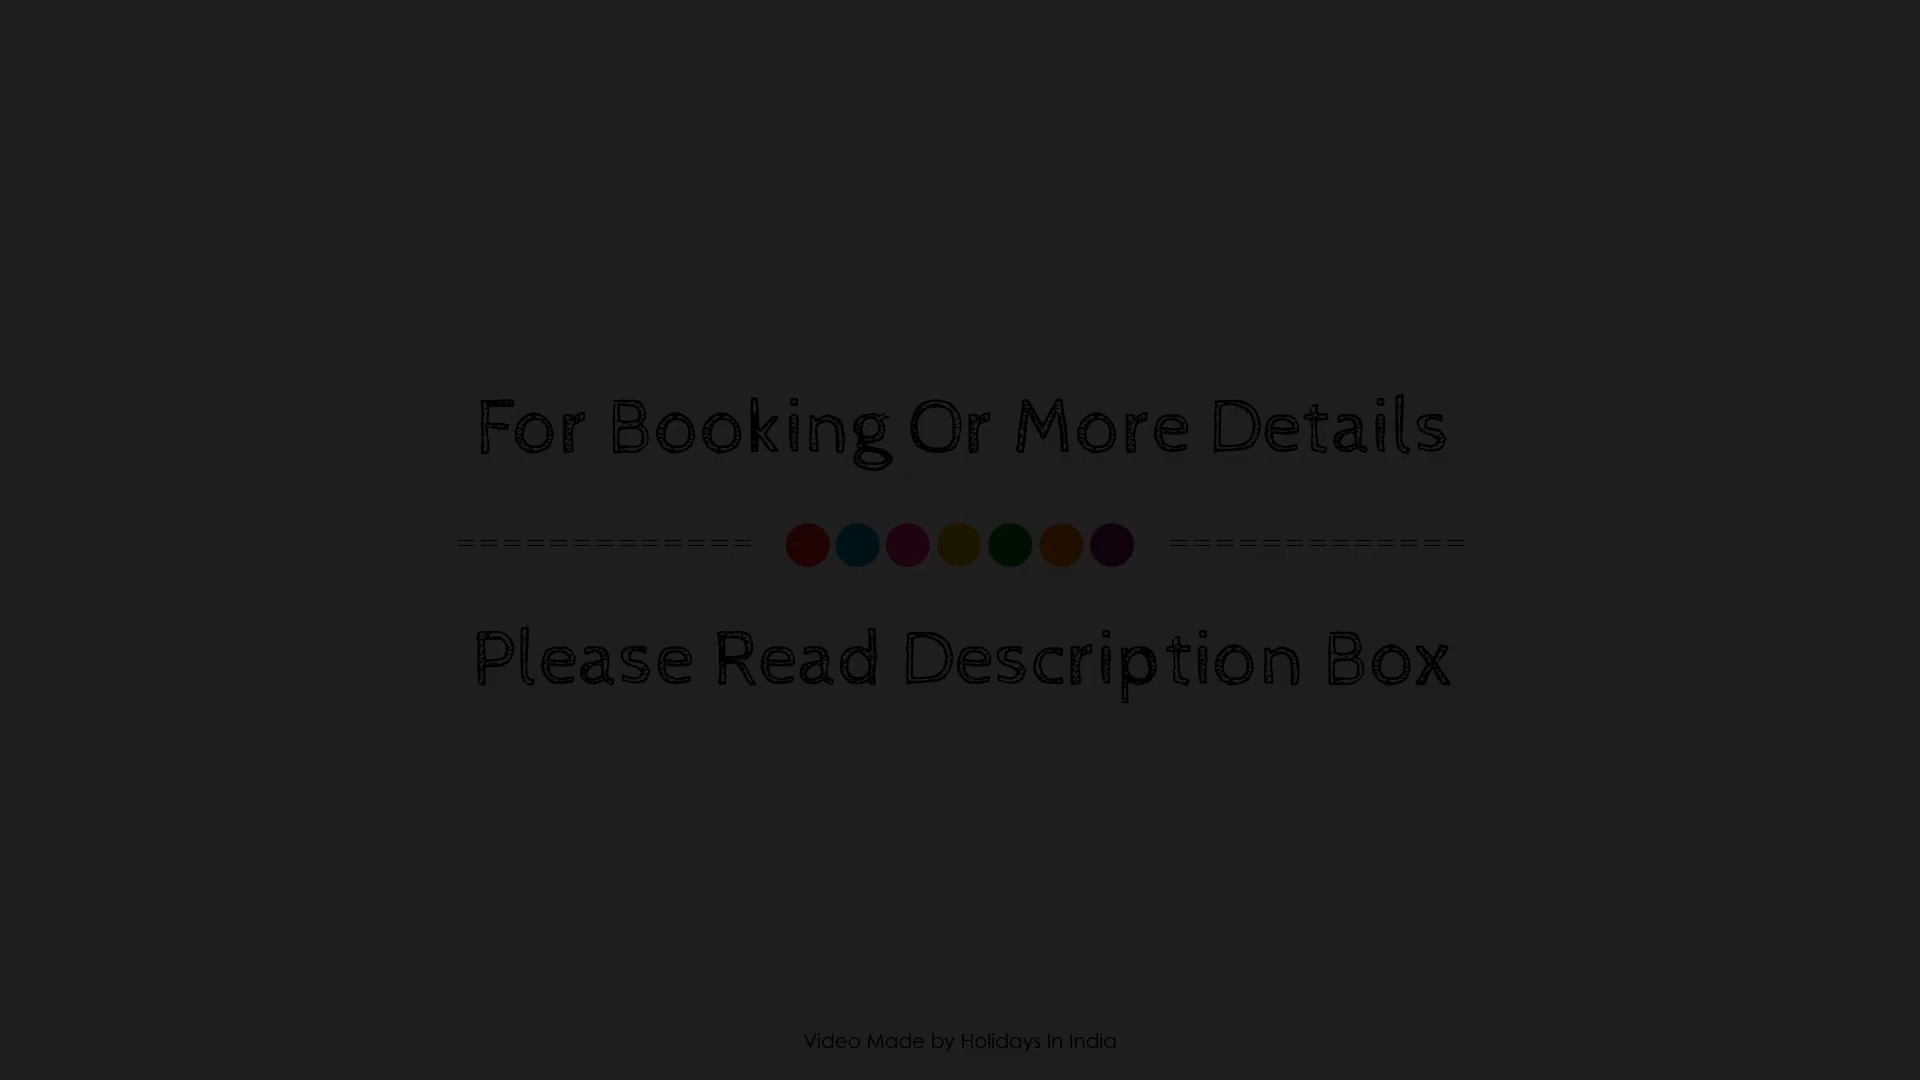 For Booking Or More Details
============= =============
Please Read Description Box
Video Made by Holidays In India